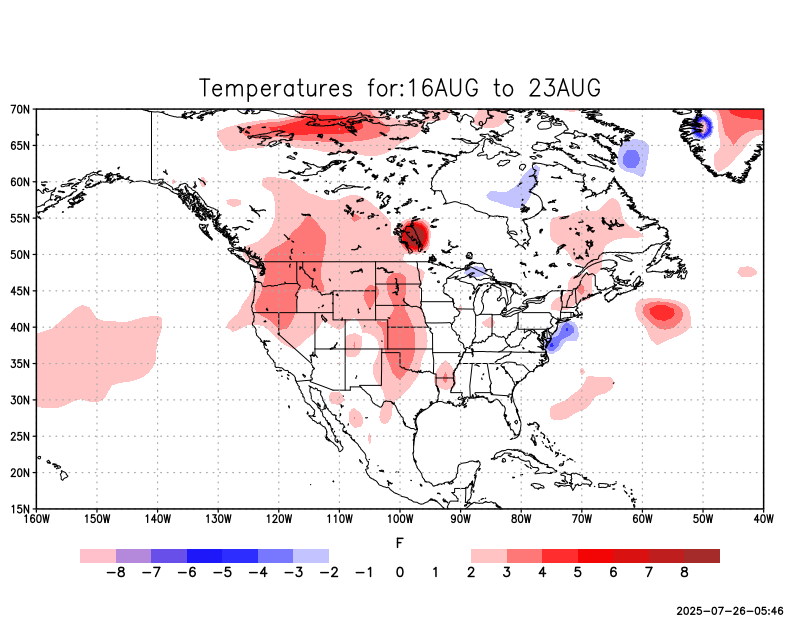 Temperatures for:16AUG to 23AUG
70N
65N
60N
55N
50N
45N
40N
35N
30N
25N
20N
15N
160W 150W 140W 130W 120W 110W 100W 90W 80W 70W 60W 50W 40W
F
−8 −7 −6 −5 −4 −3 −2 −1 0 1 2 3 4 5 6 7 8
2025-07-26-05:46